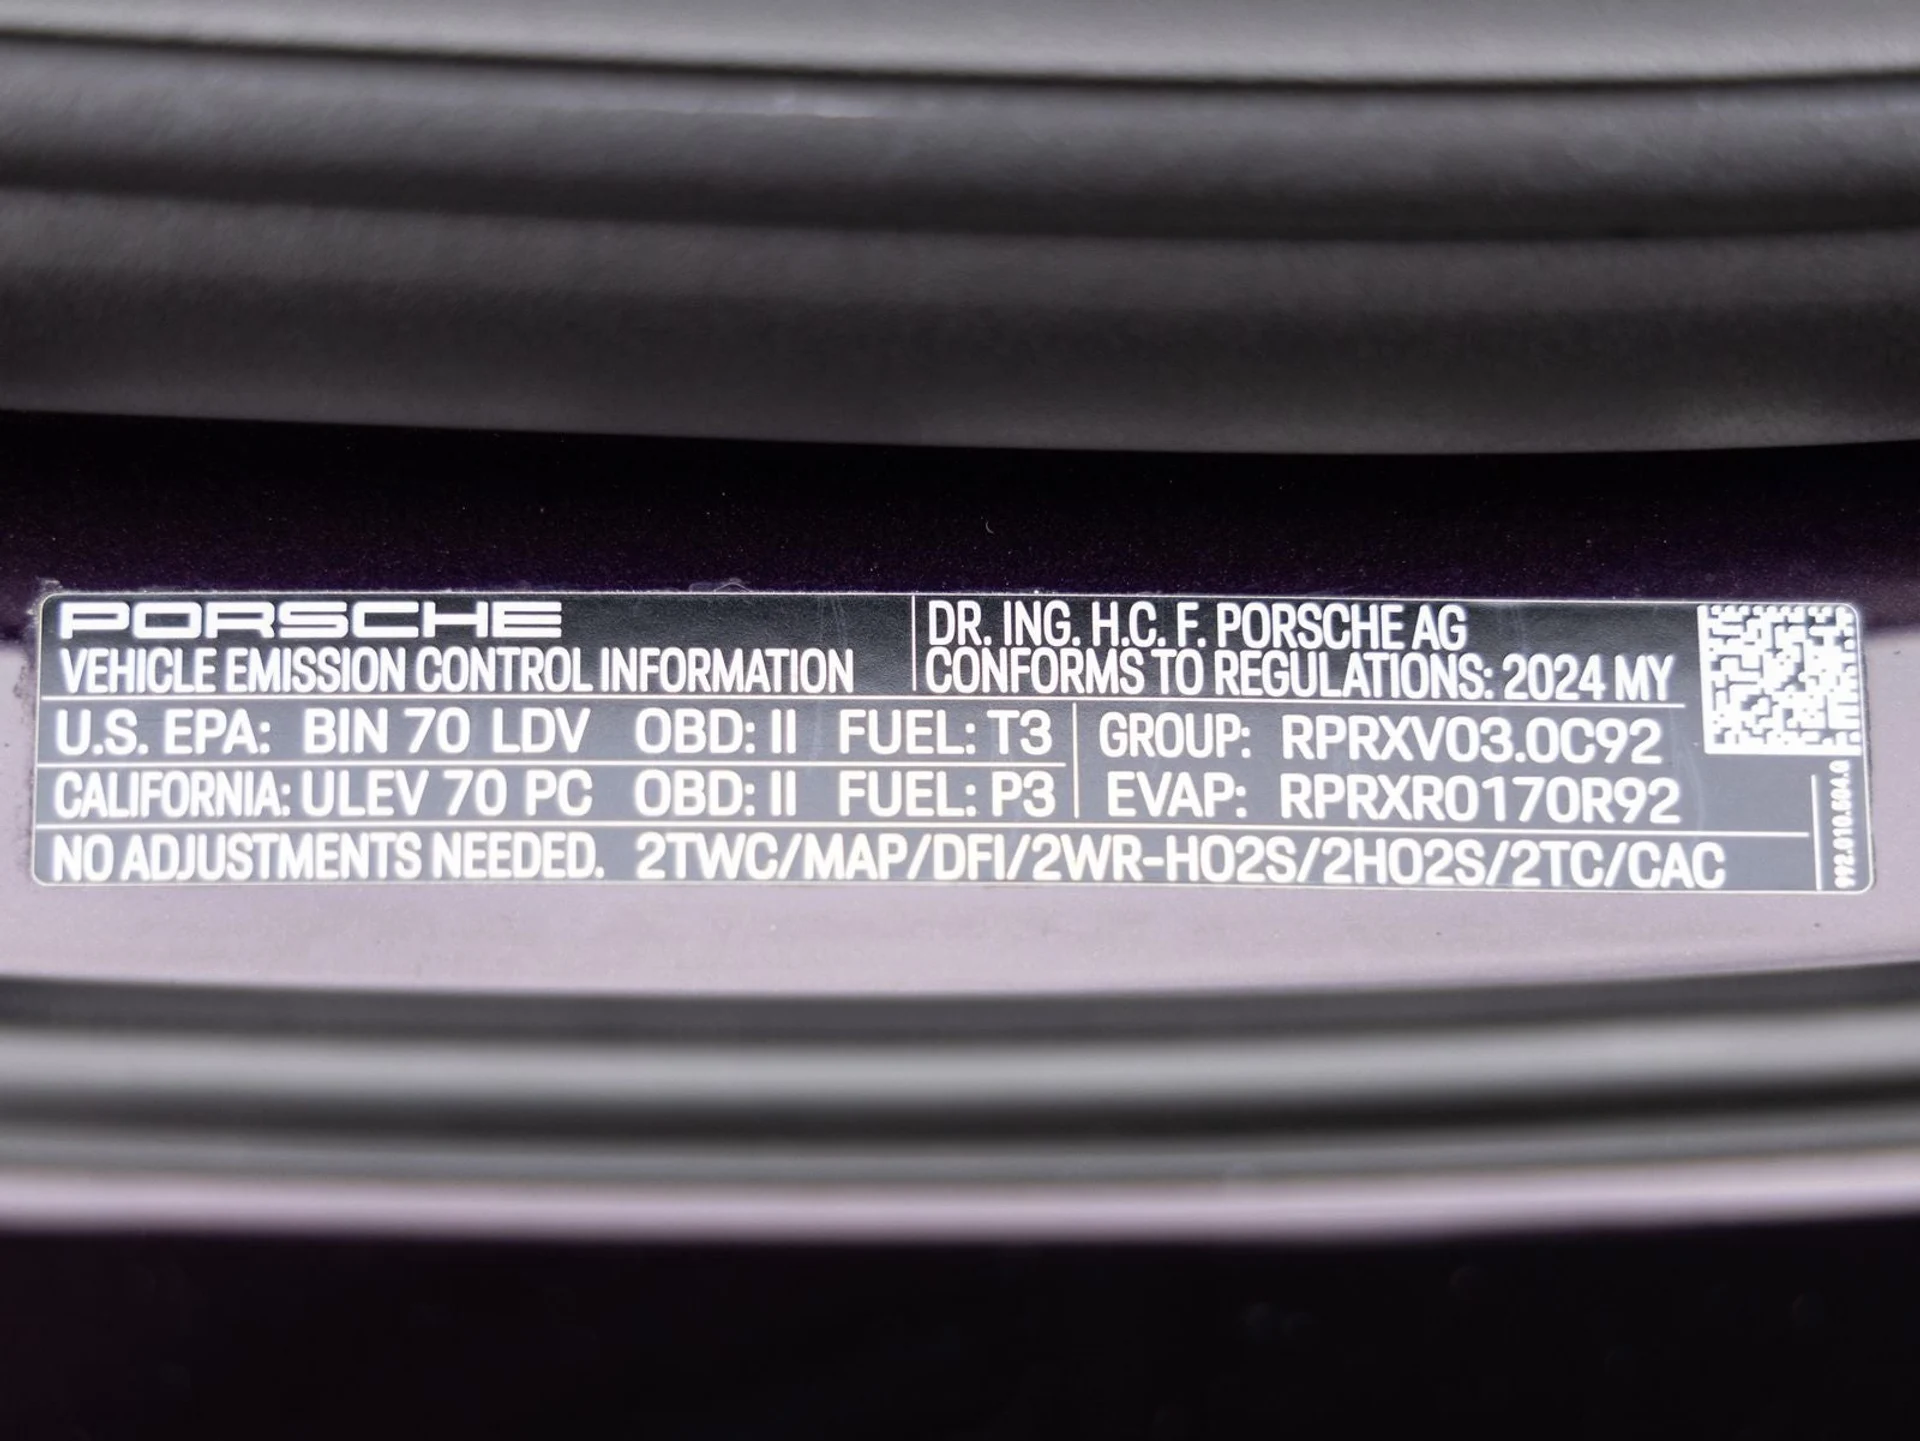 PORSCHE
VEHICLE EMISSION CONTROL INFORMATION
DR. ING. H.C. F. PORSCHE AG
CONFORMS TO REGULATIONS: 2024 MY
U.S. EPA: BIN 70 LDV OBD: II FUEL: T3
CALIFORNIA: ULEV 70 PC OBD: II FUEL: P3
GROUP: RPRXV03.0C92
EVAP: RPRXR0170R92
NO ADJUSTMENTS NEEDED. 2TWC/MAP/DFI/2WR-HO2S/2HO2S/2TC/CAC